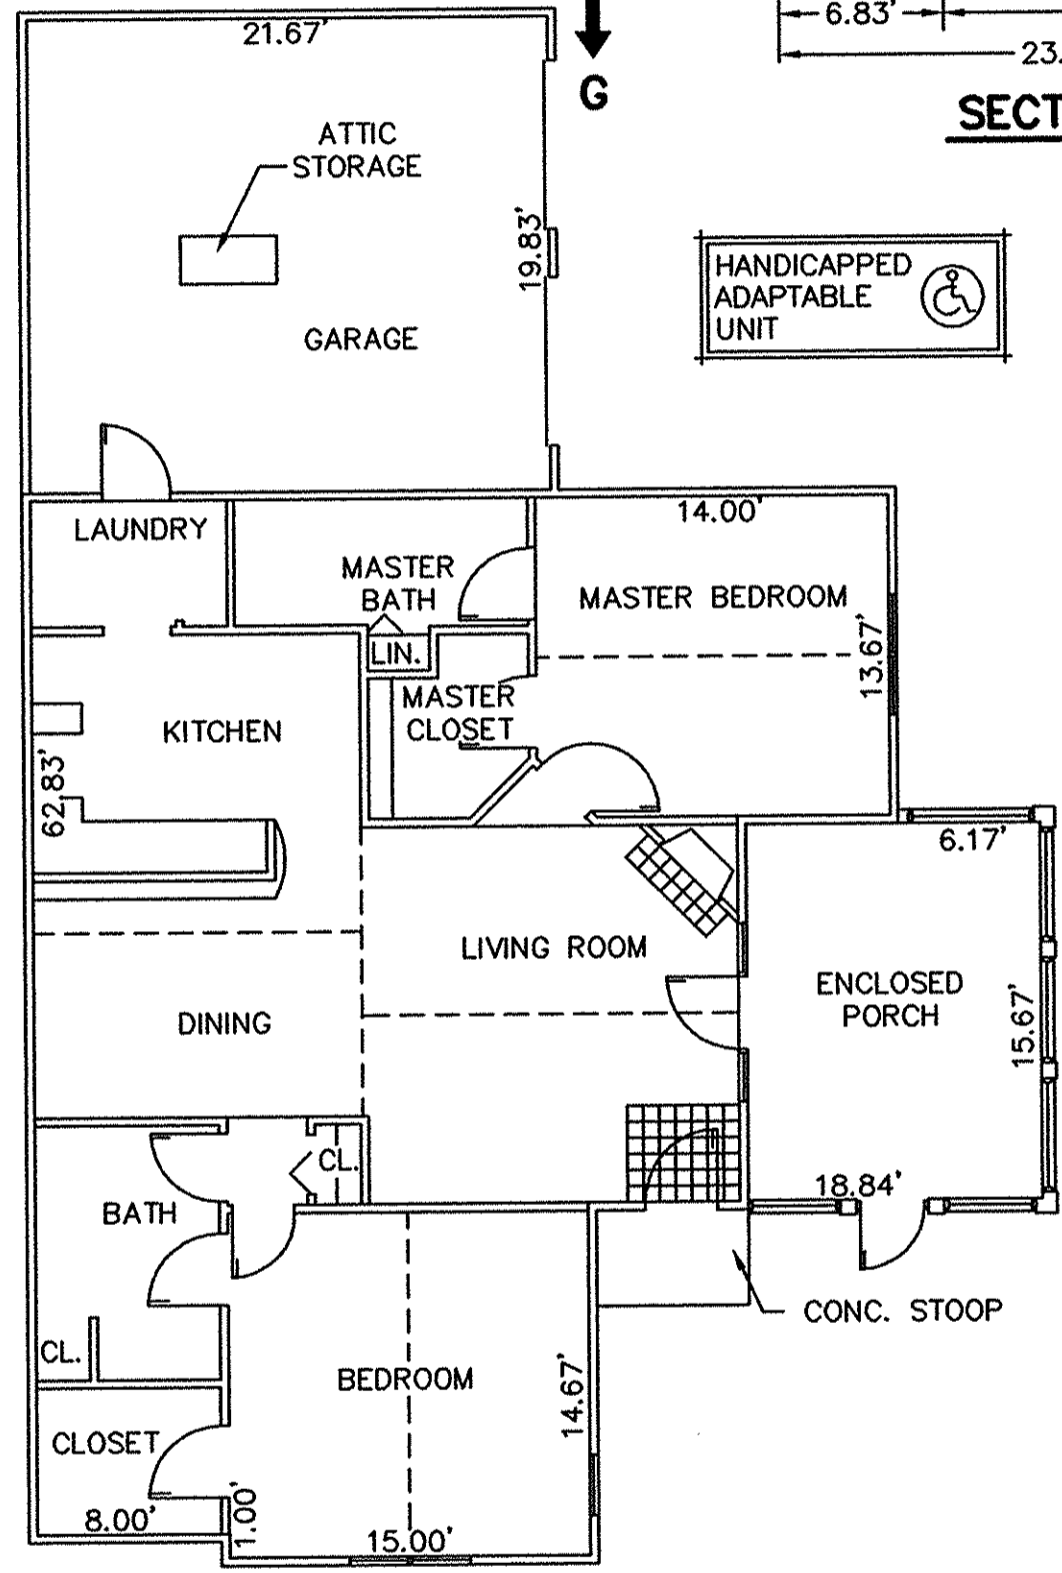 21.67'
6.83'
23.
G
SECT
ATTIC
STORAGE
19.83'
HANDICAPPED
ADAPTABLE
UNIT
GARAGE
LAUNDRY
14.00'
MASTER
BATH
MASTER BEDROOM
13.67'
LIN.
MASTER
CLOSET
KITCHEN
62.83'
6.17'
LIVING ROOM
ENCLOSED
PORCH
15.67'
DINING
CL.
BATH
18.84'
CONC. STOOP
CL.
BEDROOM
14.67'
CLOSET
8.00'
1.00'
15.00'